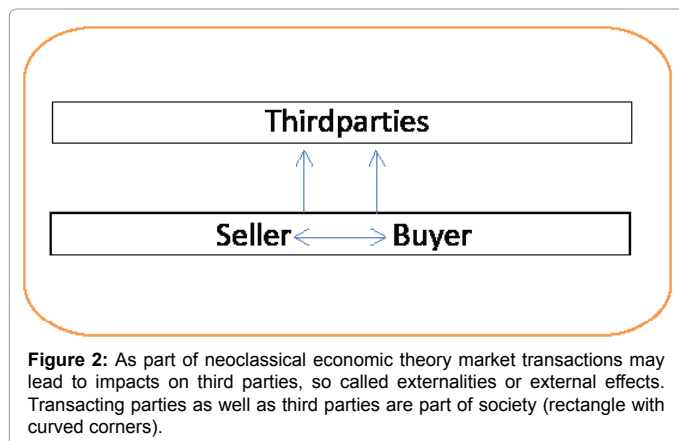 Thirdparties
Seller Buyer
Figure 2: As part of neoclassical economic theory market transactions may
lead to impacts on third parties, so called externalities or external effects.
Transacting parties as well as third parties are part of society (rectangle with
curved corners).